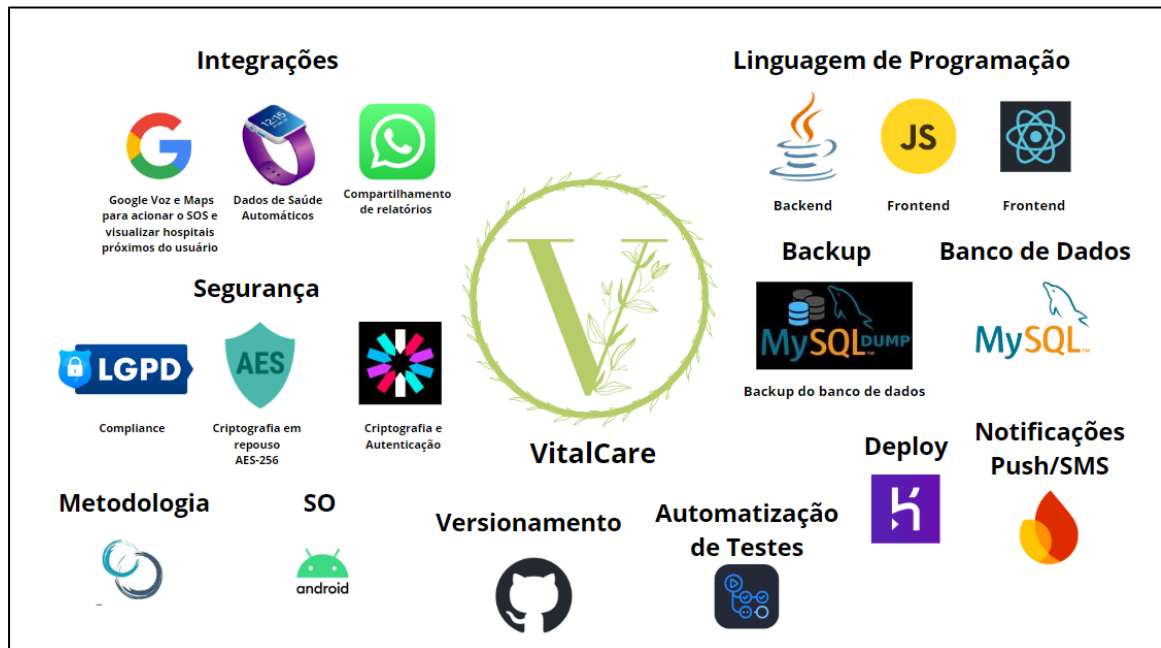 Integrações
Google Voz e Maps
para acionar o SOS e
visualizar hospitais
próximos do usuário
12:15
Dados de Saúde
Automáticos
Compartilhamento
de relatórios
Linguagem de Programação
Backend
JS
Frontend
Frontend
Segurança
LGPD
Compliance
AES
Criptografia em
repouso
AES-256
Criptografia e
Autenticação
V
VitalCare
Backup
MySQL DUMP
Backup do banco de dados
Banco de Dados
MySQL™
Metodologia
SO
android
Versionamento
Automatização
de Testes
Deploy
Notificações
Push/SMS